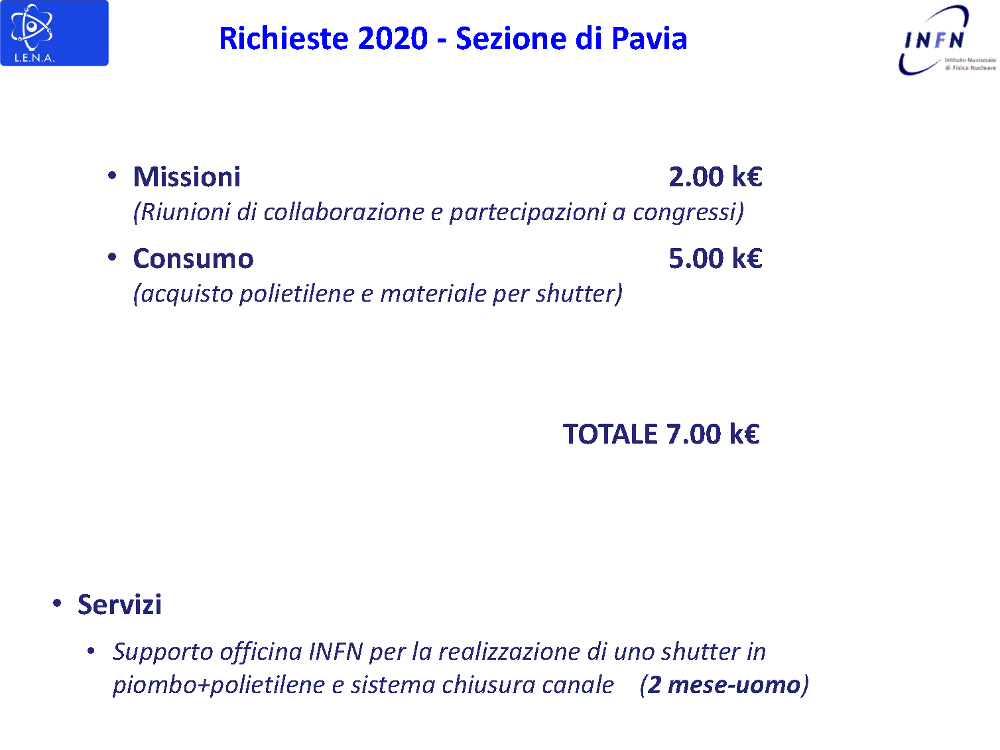 L.E.N.A.
Richieste 2020 - Sezione di Pavia
INFN
Istituto Nazionale
di Fisica Nucleare
• Missioni 2.00 k€
(Riunioni di collaborazione e partecipazioni a congressi)
• Consumo 5.00 k€
(acquisto polietilene e materiale per shutter)
TOTALE 7.00 k€
• Servizi
• Supporto officina INFN per la realizzazione di uno shutter in
piombo+polietilene e sistema chiusura canale (2 mese-uomo)